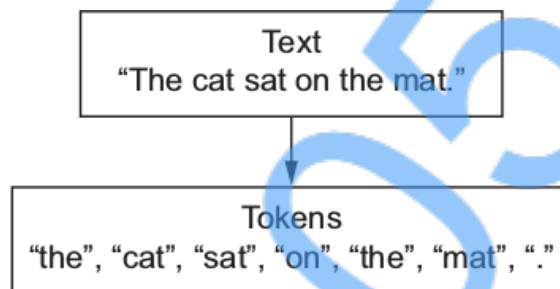 Text
“The cat sat on the mat.”
Tokens
“the”, “cat”, “sat”, “on”, “the”, “mat”, “.”